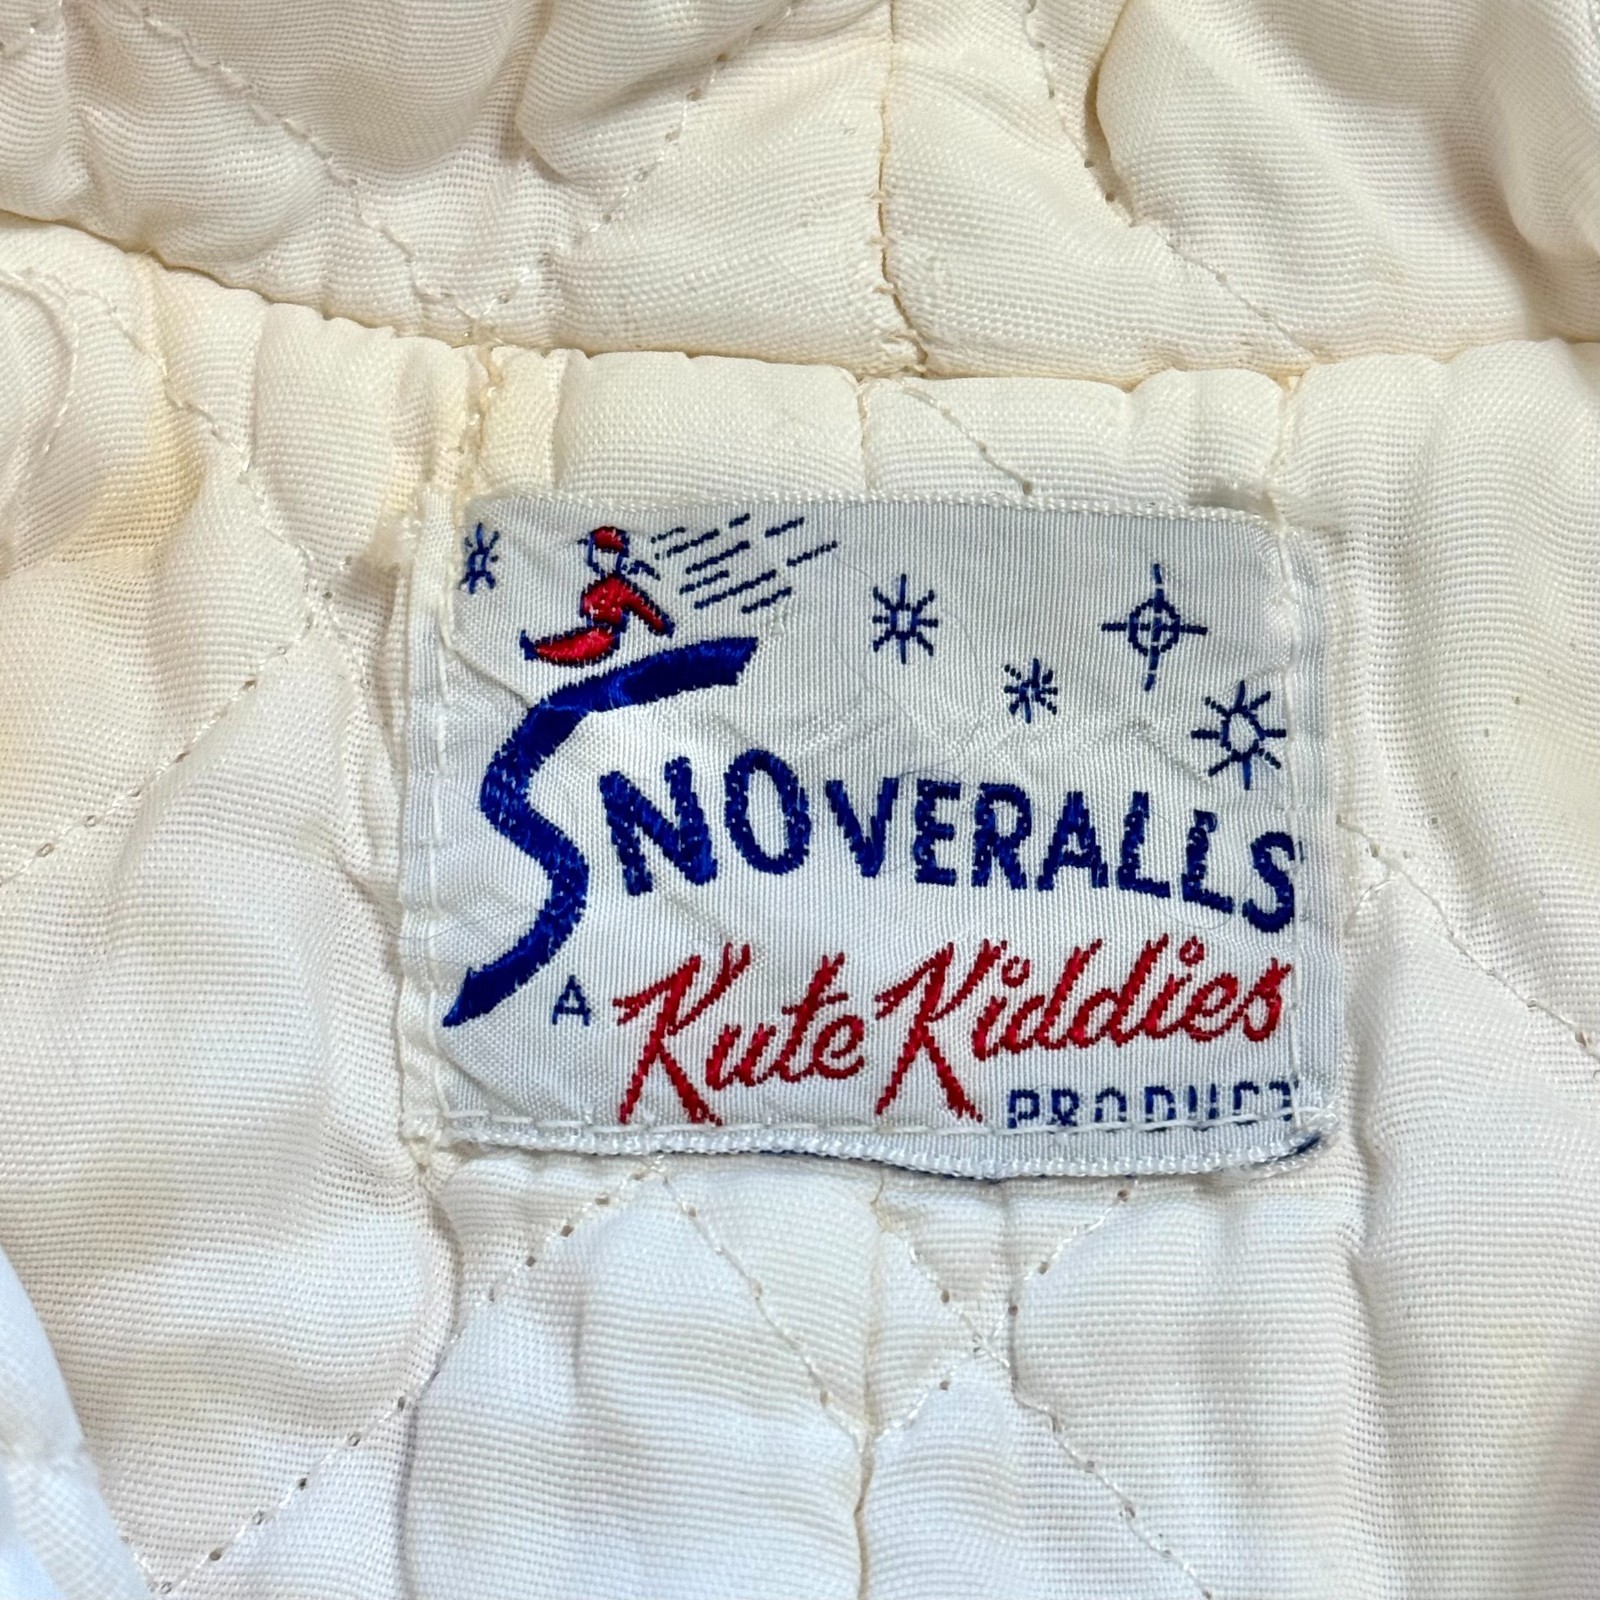 SNOVERALLS
A Kute Kiddies
PRODUCT